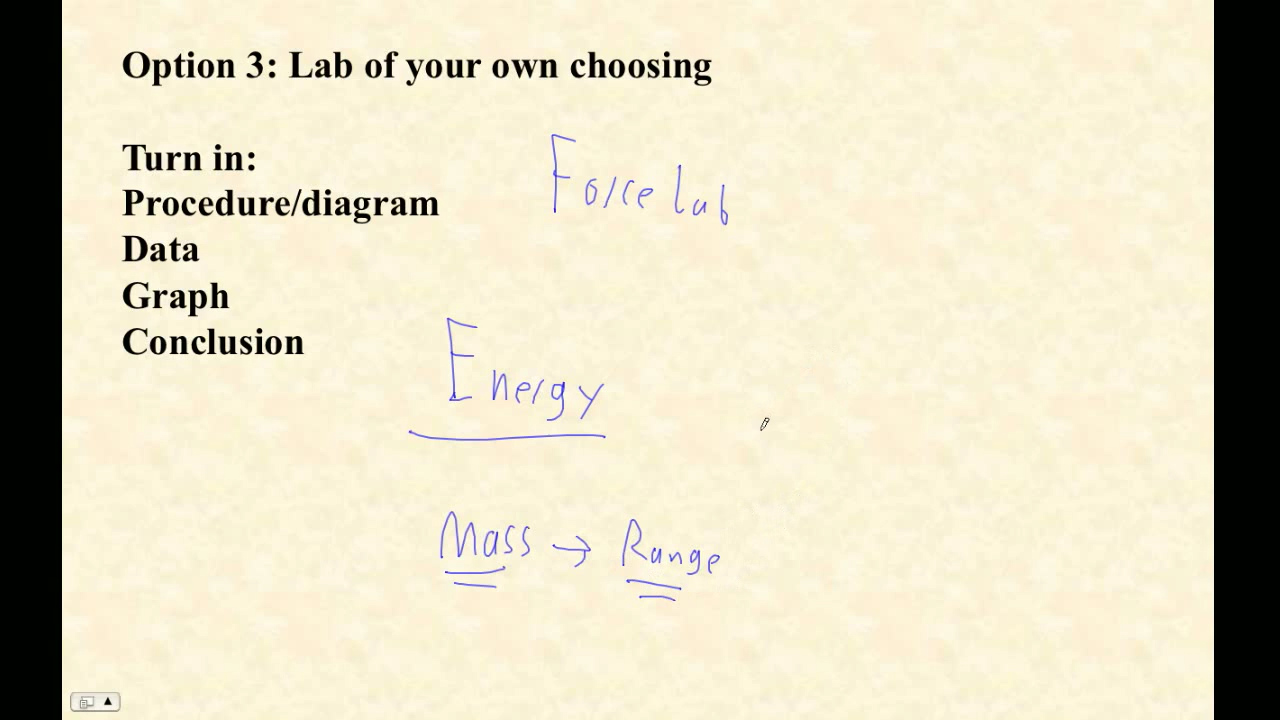 Option 3: Lab of your own choosing
Turn in:
Procedure/diagram
Data
Graph
Conclusion
Force lab
Energy
Mass → Range